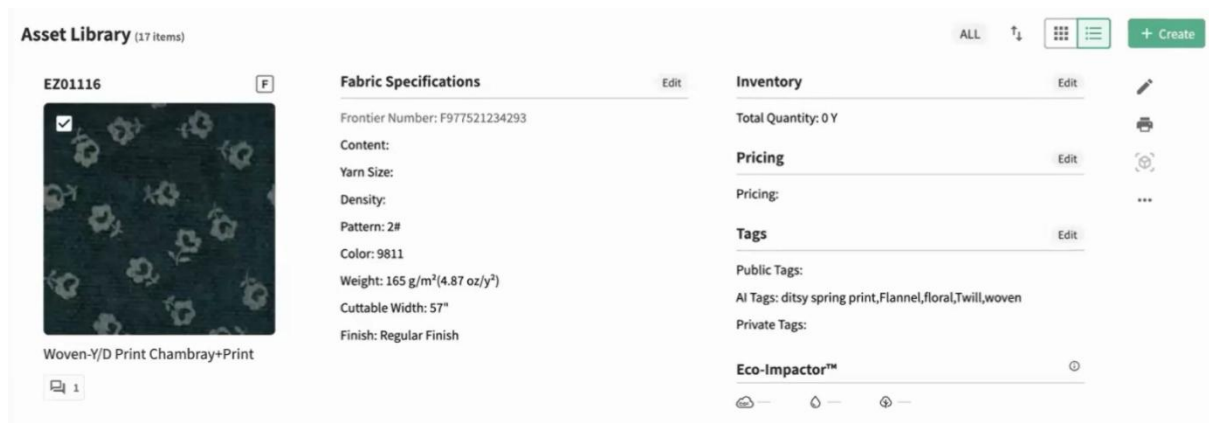 Asset Library (17 items)
ALL
+ Create
EZ01116
F
Woven-Y/D Print Chambray+Print
1
Fabric Specifications
Edit
Frontier Number: F977521234293
Content:
Yarn Size:
Density:
Pattern: 2#
Color: 9811
Weight: 165 g/m²(4.87 oz/y²)
Cuttable Width: 57"
Finish: Regular Finish
Inventory
Edit
Total Quantity: 0 Y
Pricing
Edit
Pricing:
Tags
Edit
Public Tags:
AI Tags: ditsy spring print,Flannel,floral,Twill,woven
Private Tags:
Eco-Impactor™